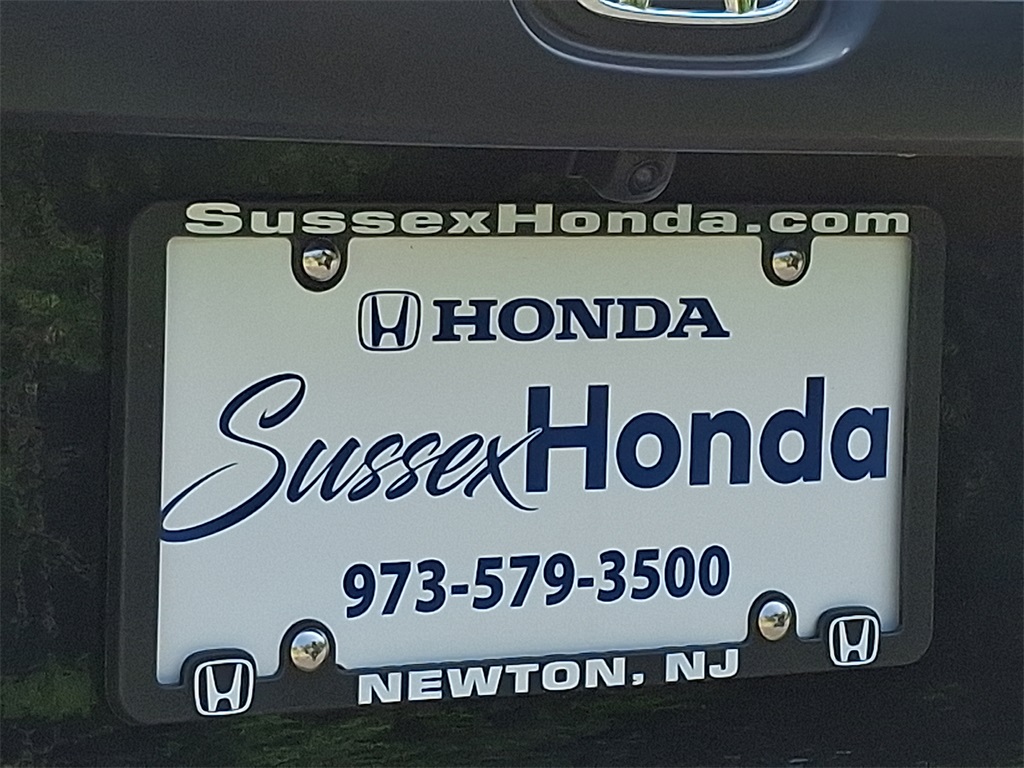 SussexHonda.com
HONDA
SussexHonda
973-579-3500
NEWTON, NJ